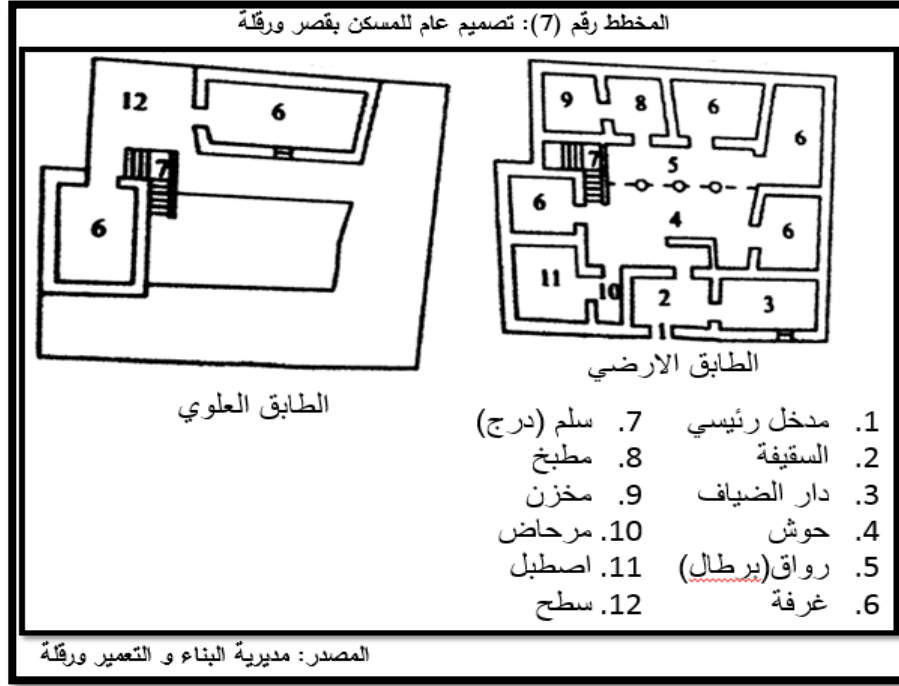 المخطط رقم (7): تصميم عام للمسكن بقصر ورقلة
9 8 6 6
7 5
6 4 6
11 10 2 3
1
الطابق الارضي
12 6
7
6
الطابق العلوي
1. مدخل رئيسي
2. السقيفة
3. دار الضياف
4. حوش
5. رواق(برطال)
6. غرفة
7. سلم (درج)
8. مطبخ
9. مخزن
10. مرحاض
11. اصطبل
12. سطح
المصدر: مديرية البناء و التعمير ورقلة